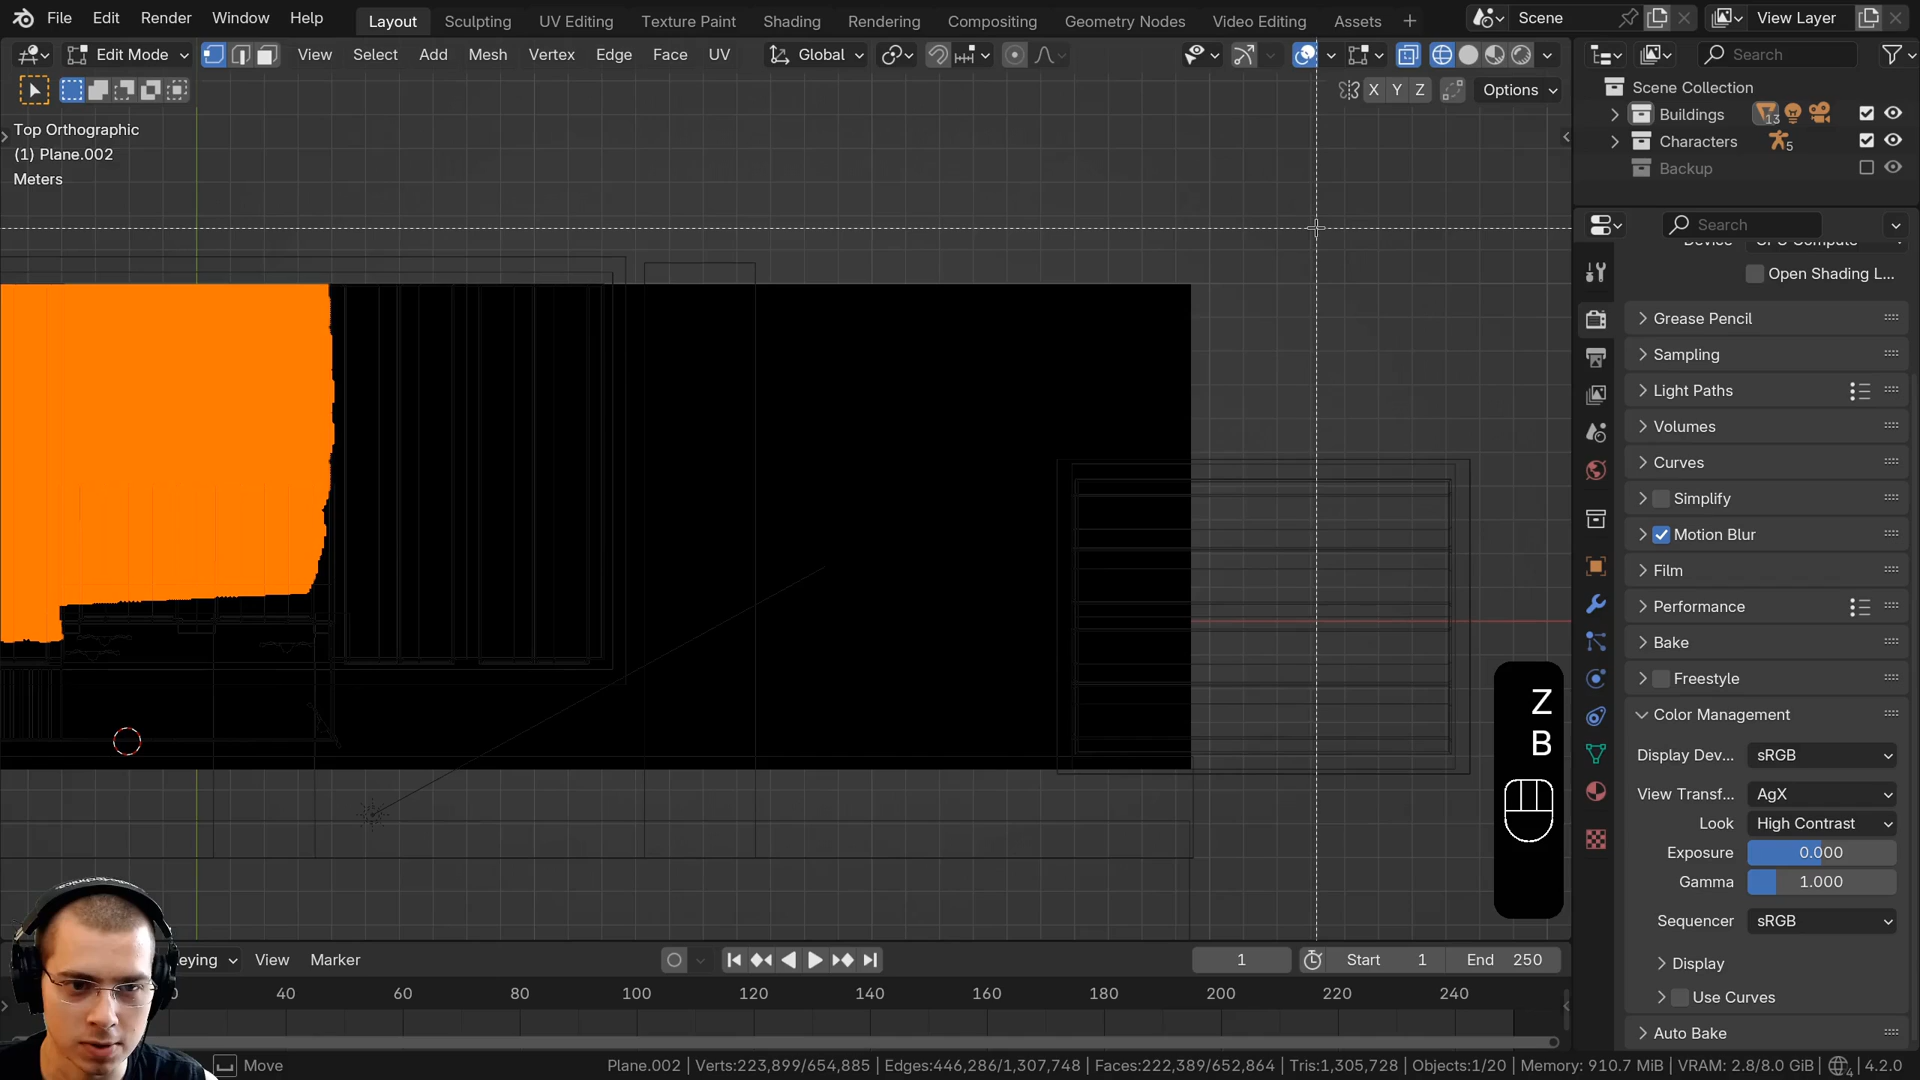 File Edit Render Window Help Layout Sculpting UV Editing Texture Paint Shading Rendering Compositing Geometry Nodes Video Editing Assets + Scene View Layer
Edit Mode View Select Add Mesh Vertex Edge Face UV Global Search
X Y Z Options
Scene Collection
Buildings 13
Characters 5
Backup
Top Orthographic
(1) Plane.002
Meters
Search
Open Shading L...
Grease Pencil
Sampling
Light Paths
Volumes
Curves
Simplify
Motion Blur
Film
Performance
Bake
Freestyle
Color Management
Display Dev... sRGB
View Transf... AgX
Look High Contrast
Exposure 0.000
Gamma 1.000
Sequencer sRGB
Display
Use Curves
Auto Bake
Z
B
eying View Marker 1 Start 1 End 250
0 40 60 80 100 120 140 160 180 200 220 240
Move Plane.002 | Verts:223,899/654,885 | Edges:446,286/1,307,748 | Faces:222,389/652,864 | Tris:1,305,728 | Objects:1/20 | Memory: 910.7 MiB | VRAM: 2.8/8.0 GiB | 4 | 4.2.0